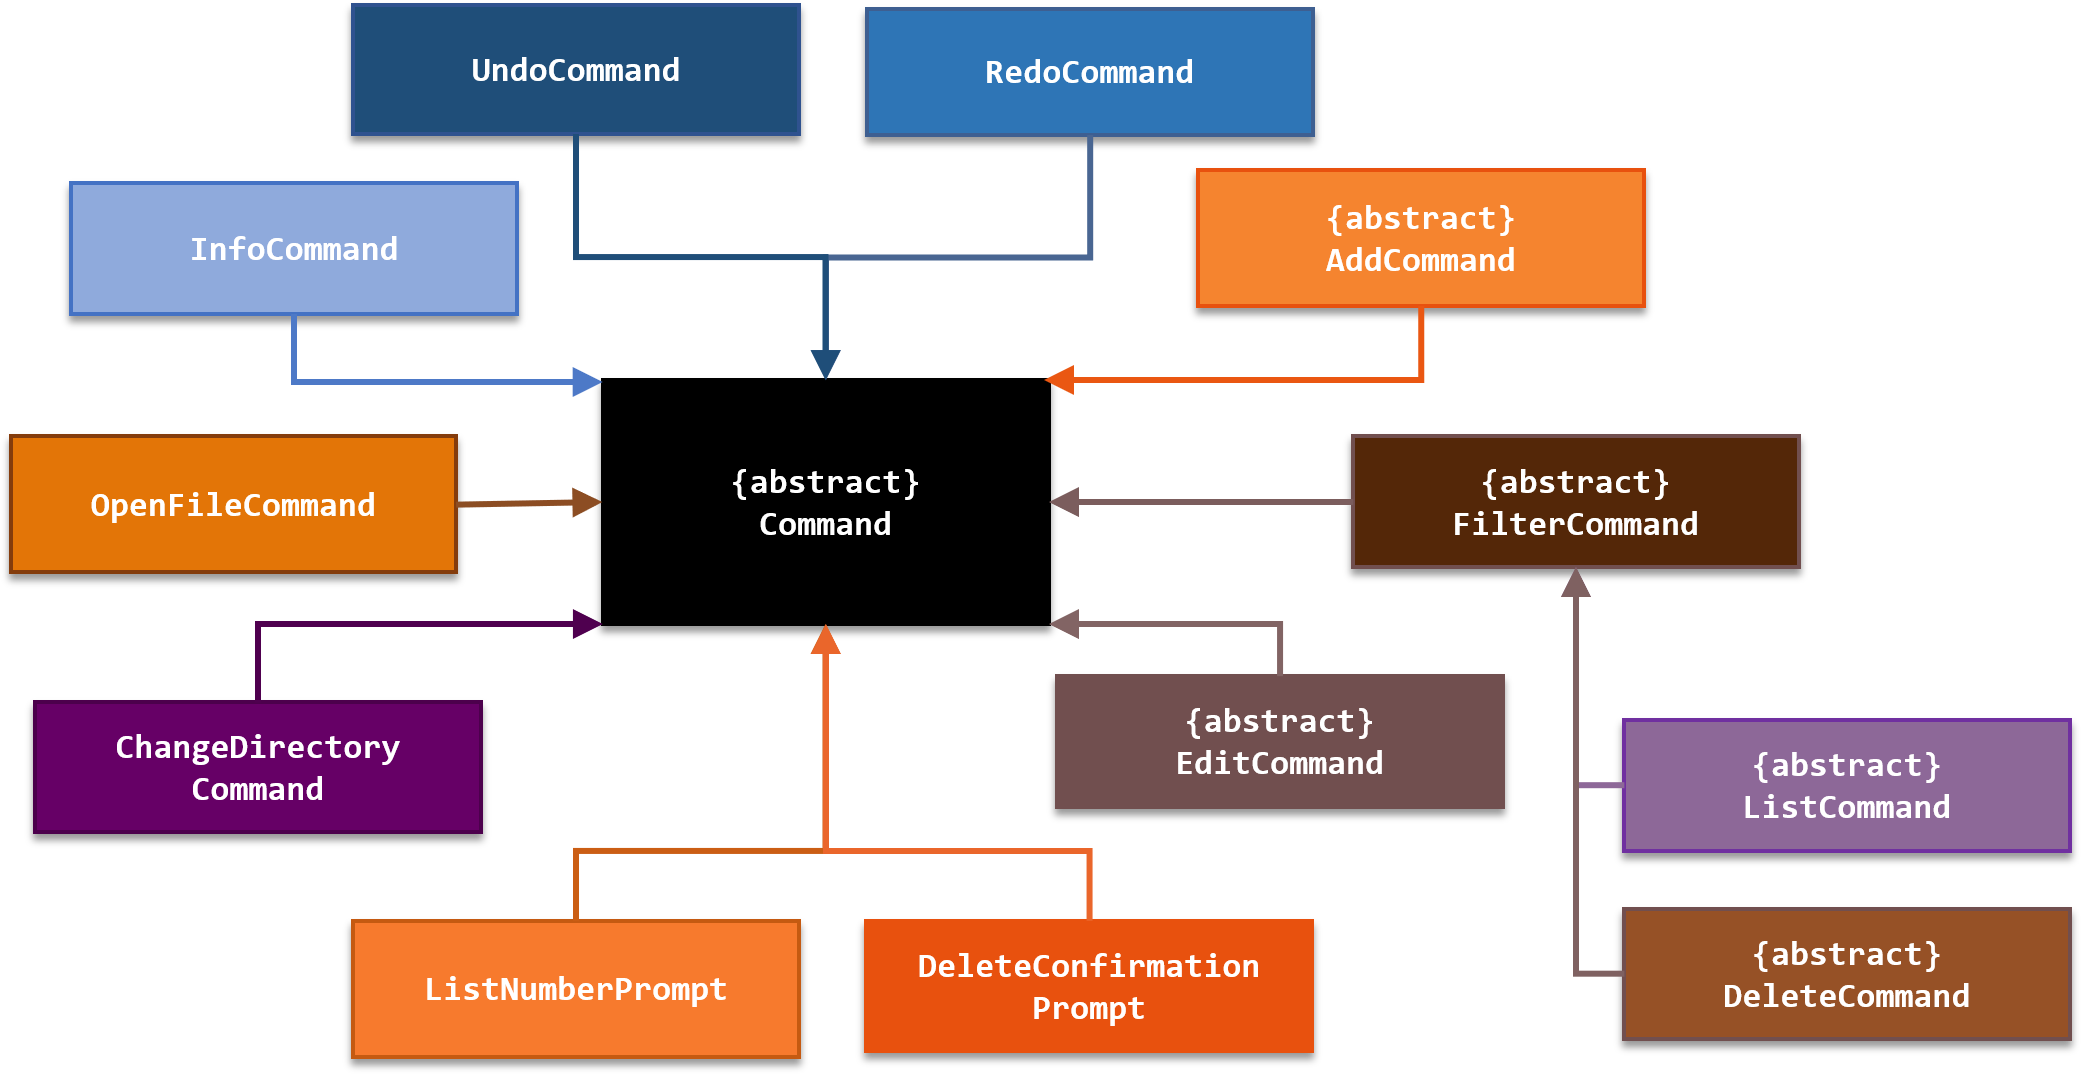 UndoCommand
RedoCommand
{abstract}
AddCommand
InfoCommand
{abstract}
Command
OpenFileCommand
{abstract}
FilterCommand
ChangeDirectory
Command
{abstract}
EditCommand
{abstract}
ListCommand
ListNumberPrompt
DeleteConfirmation
Prompt
{abstract}
DeleteCommand